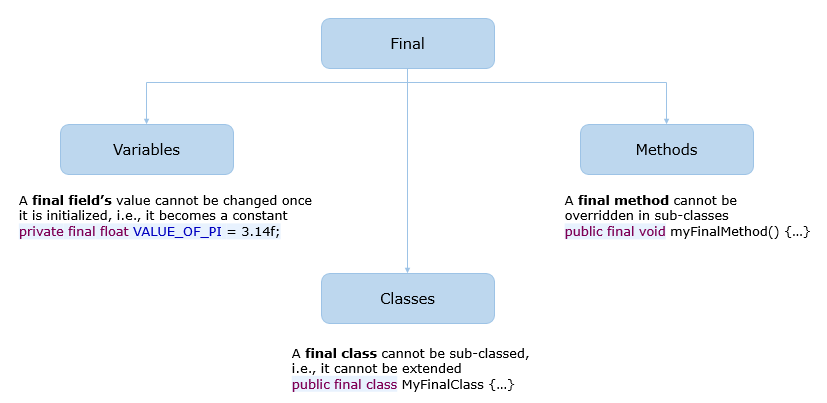 Final
Variables
Methods
A final field’s value cannot be changed once
it is initialized, i.e., it becomes a constant
private final float VALUE_OF_PI = 3.14f;
A final method cannot be
overridden in sub-classes
public final void myFinalMethod() {…}
Classes
A final class cannot be sub-classed,
i.e., it cannot be extended
public final class MyFinalClass {…}